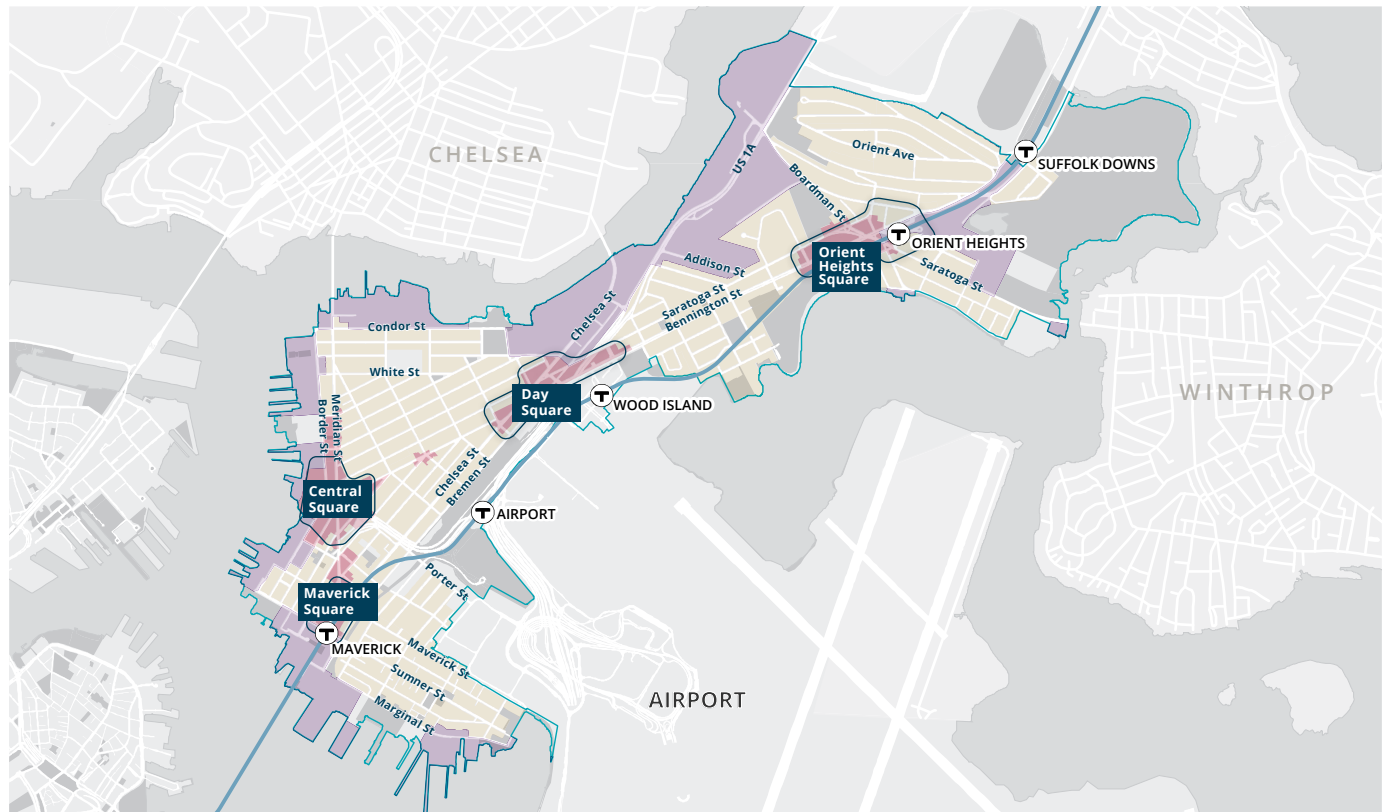 CHELSEA
US 1A
Orient Ave
T
SUFFOLK DOWNS
Boardman St
T
ORIENT HEIGHTS
Orient
Heights
Square
Saratoga St
Addison St
Saratoga St
Bennington St
Chelsea St
Condor St
White St
Day
Square
T
WOOD ISLAND
WINTHROP
Meridian St
Border St
Chelsea St
Bremen St
Central
Square
T
AIRPORT
Porter St
Maverick
Square
T
MAVERICK
Maverick St
Sumner St
Marginal St
AIRPORT